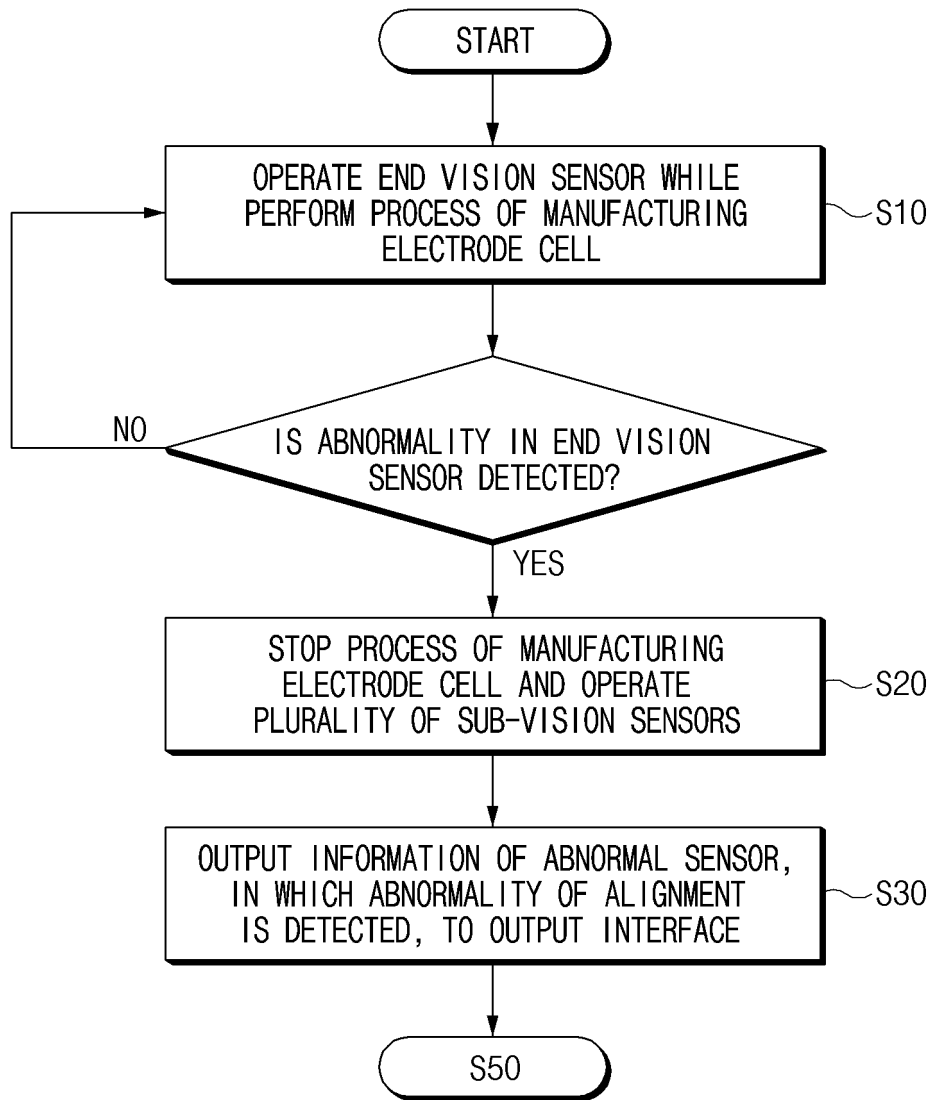 START
OPERATE END VISION SENSOR WHILE
PERFORM PROCESS OF MANUFACTURING
ELECTRODE CELL
S10
NO
IS ABNORMALITY IN END VISION
SENSOR DETECTED?
YES
STOP PROCESS OF MANUFACTURING
ELECTRODE CELL AND OPERATE
PLURALITY OF SUB-VISION SENSORS
S20
OUTPUT INFORMATION OF ABNORMAL SENSOR,
IN WHICH ABNORMALITY OF ALIGNMENT
IS DETECTED, TO OUTPUT INTERFACE
S30
S50